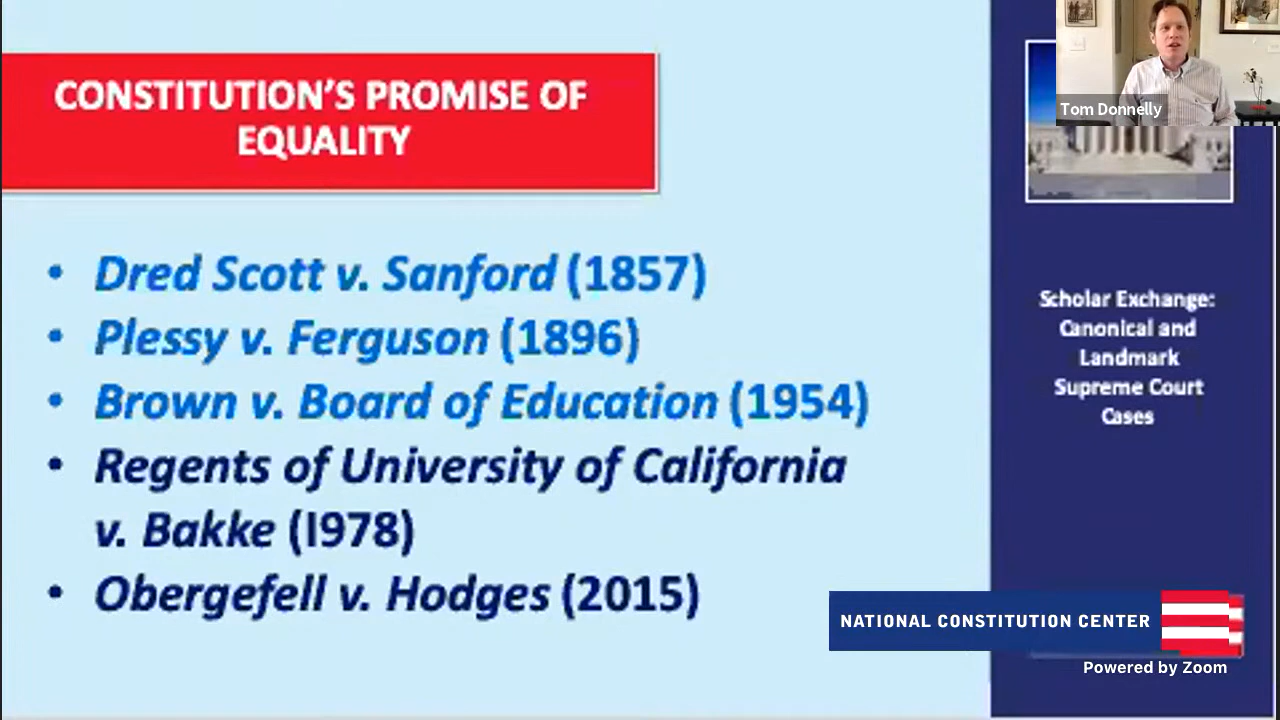 CONSTITUTION'S PROMISE OF
EQUALITY
• Dred Scott v. Sanford (1857)
• Plessy v. Ferguson (1896)
• Brown v. Board of Education (1954)
• Regents of University of California
v. Bakke (I978)
• Obergefell v. Hodges (2015)
Tom Donnelly
Scholar Exchange:
Canonical and
Landmark
Supreme Court
Cases
NATIONAL CONSTITUTION CENTER
Powered by Zoom